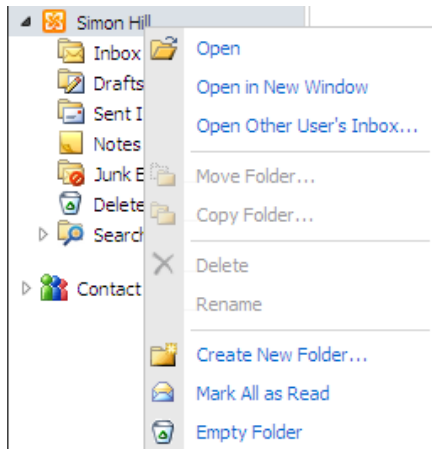 Simon Hill
Inbox
Drafts
Sent I
Notes
Junk E
Delete
Search
Contact
Open
Open in New Window
Open Other User's Inbox...
Move Folder...
Copy Folder...
Delete
Rename
Create New Folder...
Mark All as Read
Empty Folder